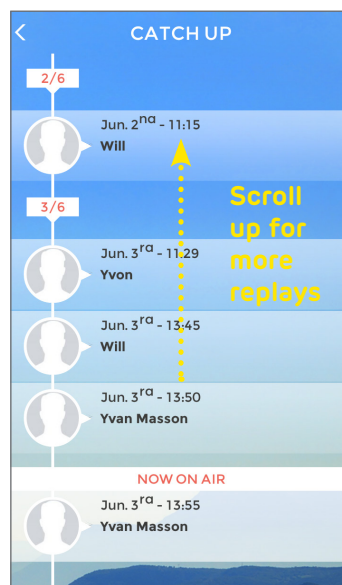 CATCH UP
2/6
Jun. 2nd - 11:15
Will
3/6
Jun. 3rd - 11:29
Yvon
Jun. 3rd - 13:45
Will
Jun. 3rd - 13:50
Yvan Masson
Scroll
up for
more
replays
NOW ON AIR
Jun. 3rd - 13:55
Yvan Masson